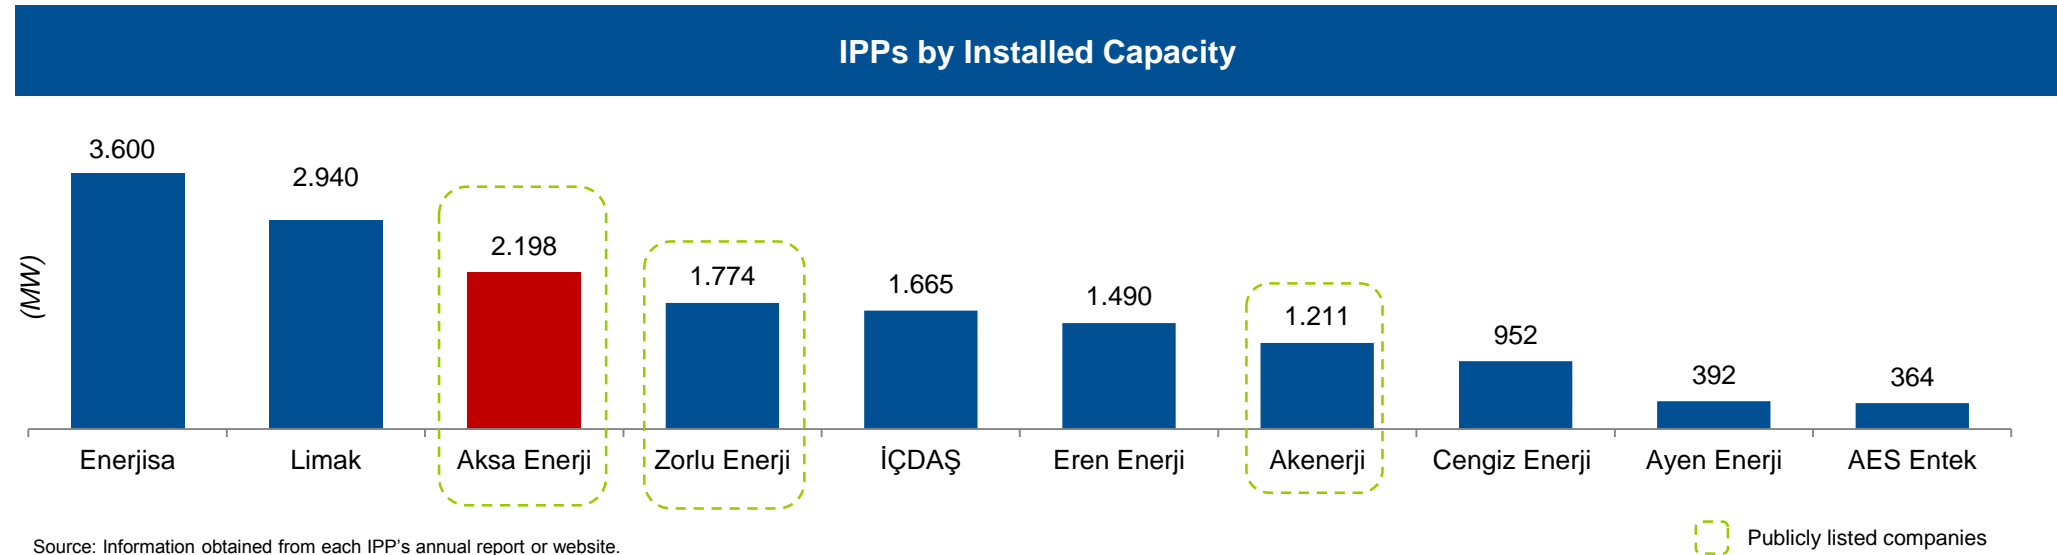 IPPs by Installed Capacity
3.600
2.940
2.198
1.774
1.665
1.490
1.211
952
392
364
(MW)
Enerjisa
Limak
Aksa Enerji
Zorlu Enerji
İÇDAŞ
Eren Enerji
Akenerji
Cengiz Enerji
Ayen Enerji
AES Entek
Publicly listed companies
Source: Information obtained from each IPP's annual report or website.